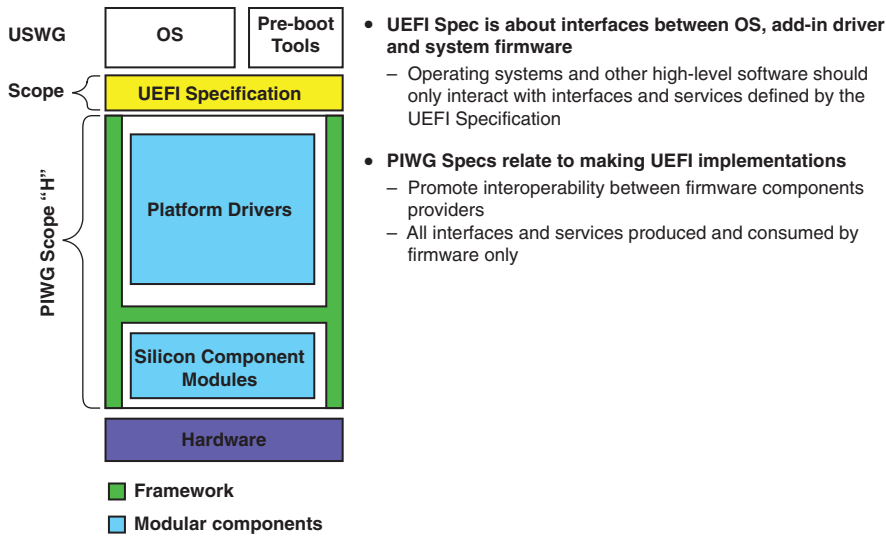 USWG
OS
Pre-boot
Tools
Scope
UEFI Specification
PIWG Scope “H”
Platform Drivers
Silicon Component
Modules
Hardware
Framework
Modular components
• UEFI Spec is about interfaces between OS, add-in driver
and system firmware
– Operating systems and other high-level software should
only interact with interfaces and services defined by the
UEFI Specification
• PIWG Specs relate to making UEFI implementations
– Promote interoperability between firmware components
providers
– All interfaces and services produced and consumed by
firmware only